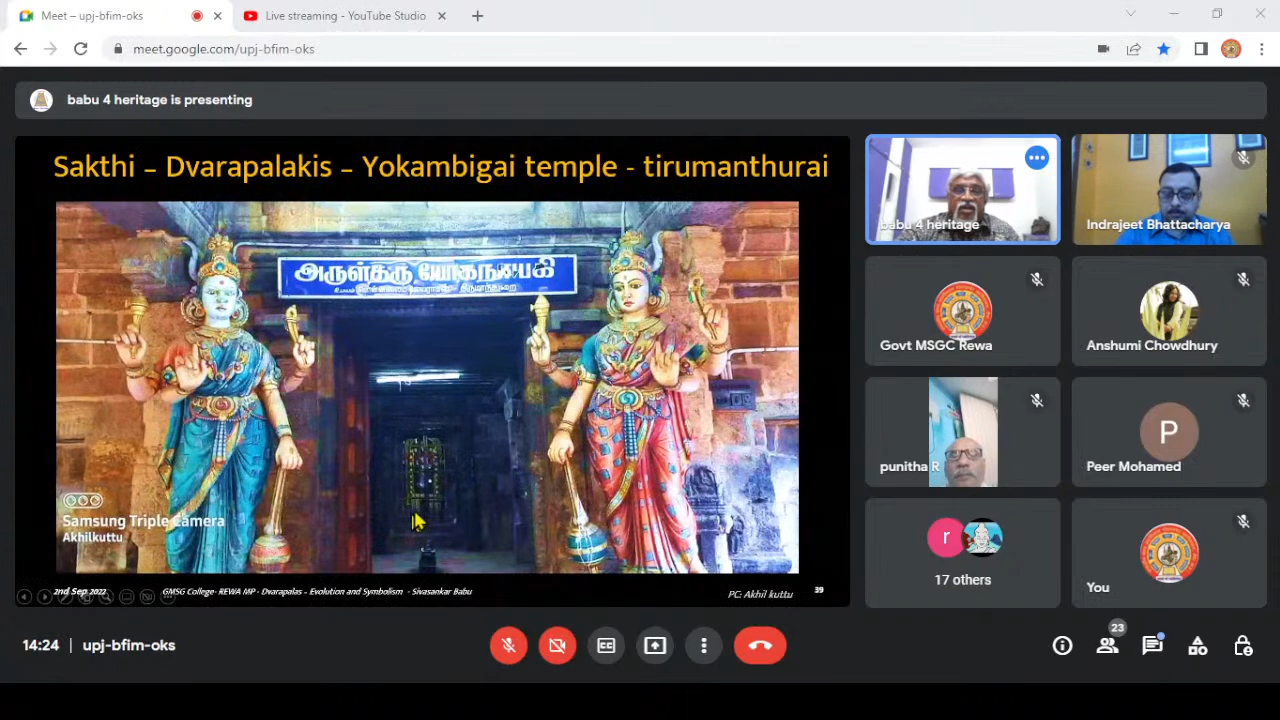 Meet – upj-bfim-oks
Live streaming - YouTube Studio
meet.google.com/upj-bfim-oks
babu 4 heritage is presenting
Sakthi – Dvarapalakis – Yokambigai temple - tirumanthurai
அருள்தரு யோகநாயகி
Samsung Triple Camera
Akhilkuttu
2nd Sep 2022
GMSG College- REWA MP - Dvarapalas – Evolution and Symbolism - Sivasankar Babu
PC: Akhil kuttu
39
babu 4 heritage
Indrajeet Bhattacharya
Govt MSGC Rewa
Anshumi Chowdhury
punitha R
P
Peer Mohamed
r
17 others
You
14:24 | upj-bfim-oks
CC
23